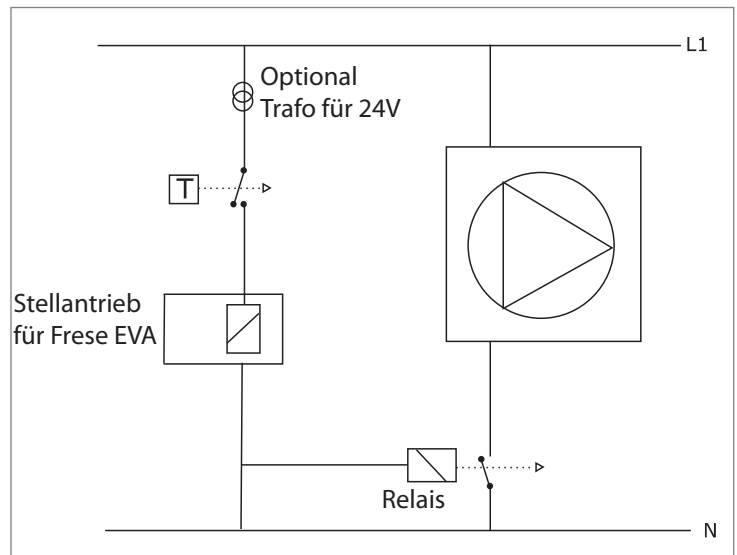 L1
Optional
Trafo für 24V
T
Stellantrieb
für Frese EVA
Relais
N